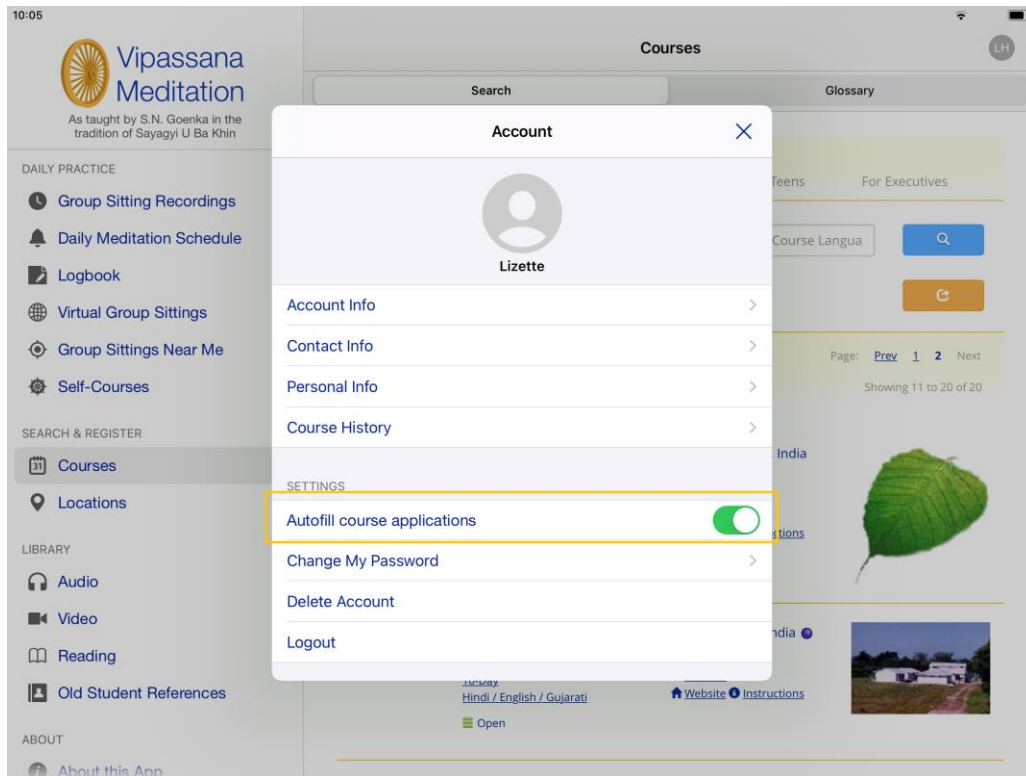 10:05
Vipassana
Meditation
As taught by S.N. Goenka in the
tradition of Sayagyi U Ba Khin
DAILY PRACTICE
Group Sitting Recordings
Daily Meditation Schedule
Logbook
Virtual Group Sittings
Group Sittings Near Me
Self-Courses
SEARCH & REGISTER
31
Courses
Locations
LIBRARY
Audio
Video
Reading
Old Student References
ABOUT
About this App
Courses
LH
Search
Glossary
Teens
For Executives
Course Langua
Page: Prev 1 2 Next
Showing 11 to 20 of 20
India
Account
Lizette
Account Info
Contact Info
Personal Info
Course History
SETTINGS
Autofill course applications
Change My Password
Delete Account
Logout
10-Day
Hindi / English / Gujarati
Website Instructions
Open